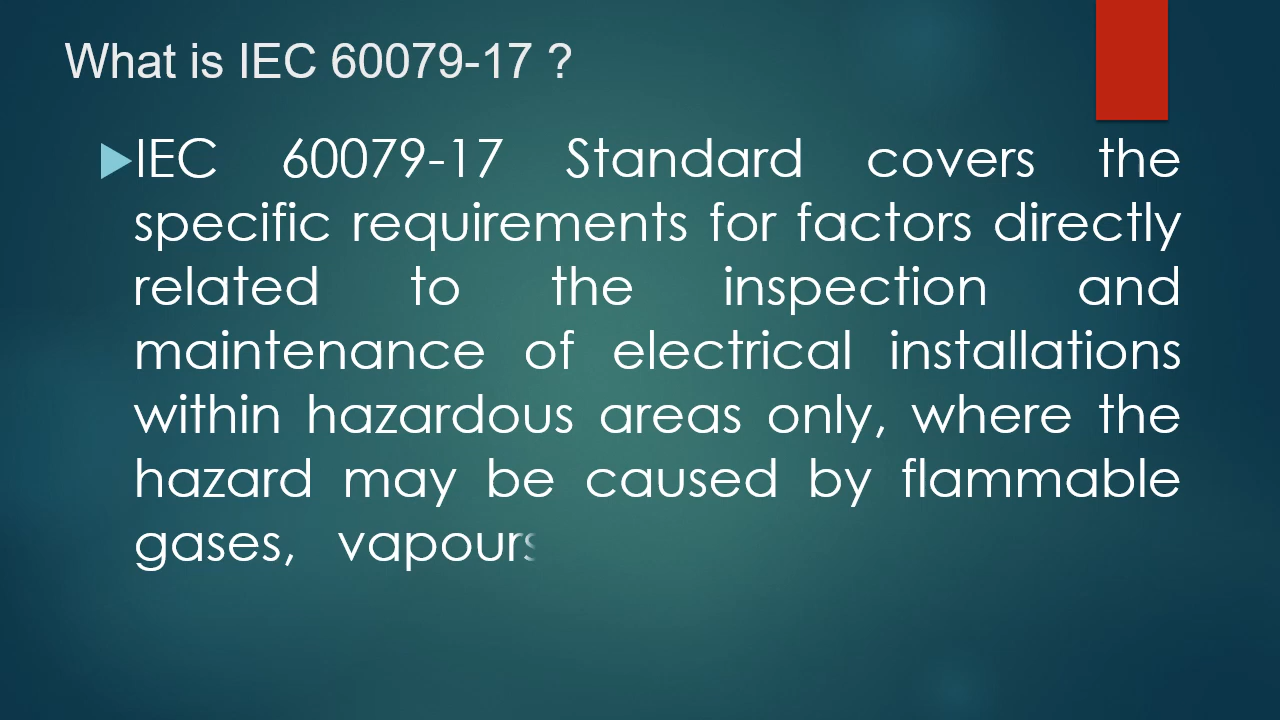 What is IEC 60079-17 ?
IEC 60079-17 Standard covers the
specific requirements for factors directly
related to the inspection and
maintenance of electrical installations
within hazardous areas only, where the
hazard may be caused by flammable
gases, vapours